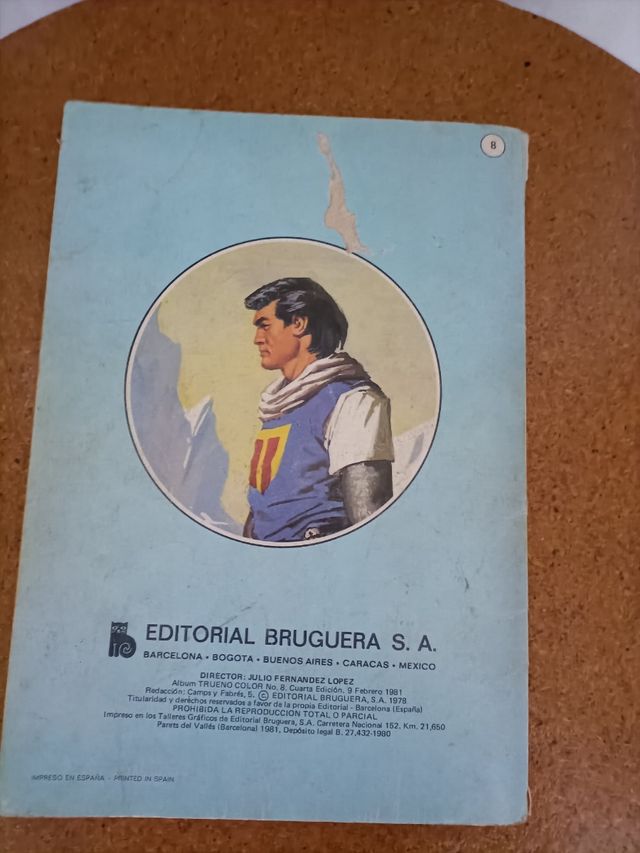 8
EDITORIAL BRUGUERA S. A.
BARCELONA • BOGOTA • BUENOS AIRES • CARACAS • MEXICO
DIRECTOR: JULIO FERNANDEZ LOPEZ
Album TRUENO COLOR No. 8. Cuarta Edición. 9 Febrero 1981
Redacción: Camps y Fabrés, 5. © EDITORIAL BRUGUERA, S.A. 1978
Titularidad y derechos reservados a favor de la propia Editorial - Barcelona (España)
PROHIBIDA LA REPRODUCCION TOTAL O PARCIAL
Impreso en los Talleres Gráficos de Editorial Bruguera, S.A. Carretera Nacional 152. Km. 21,650
Parets del Vallés (Barcelona) 1981, Depósito legal B. 27,432-1980
IMPRESO EN ESPAÑA - PRINTED IN SPAIN